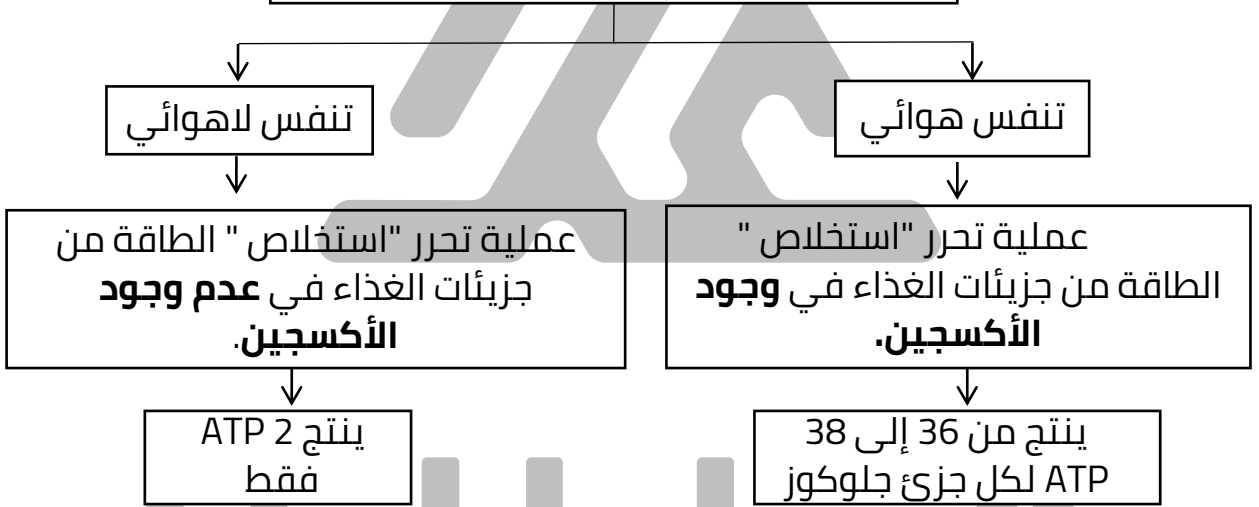 تنفس هوائي
عملية تحرر "استخلاص "
الطاقة من جزيئات الغذاء في وجود
الأكسجين.
ينتج من 36 إلى 38
ATP لكل جزئ جلوكوز
تنفس لاهوائي
عملية تحرر "استخلاص " الطاقة من
جزيئات الغذاء في عدم وجود
الأكسجين.
ينتج 2 ATP
فقط